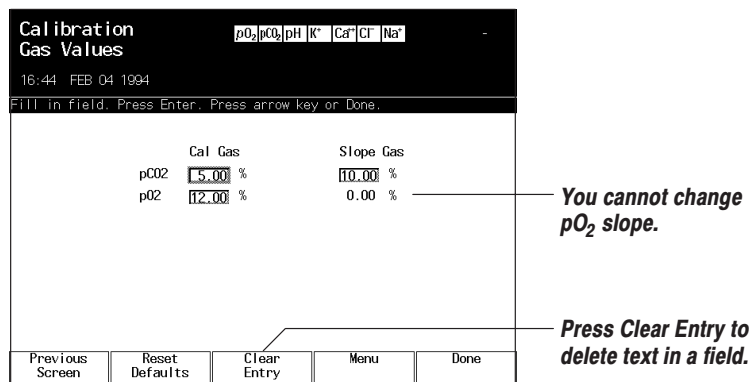 Calibration
Gas Values
pO₂ pCO₂ pH K⁺ Ca⁺⁺ Cl⁻ Na⁺ -
16:44 FEB 04 1994
Fill in field. Press Enter. Press arrow key or Done.
Cal Gas Slope Gas
pCO2 5.00 % 10.00 %
pO2 12.00 % 0.00 %
You cannot change
pO₂ slope.
Press Clear Entry to
delete text in a field.
Previous
Screen
Reset
Defaults
Clear
Entry
Menu
Done